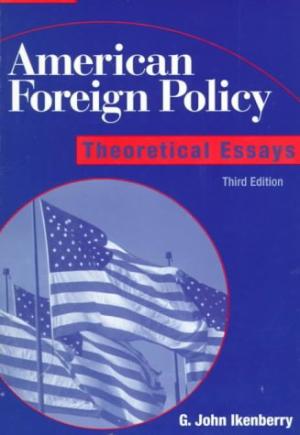 American
Foreign Policy
Theoretical Essays
Third Edition
G. John Ikenberry